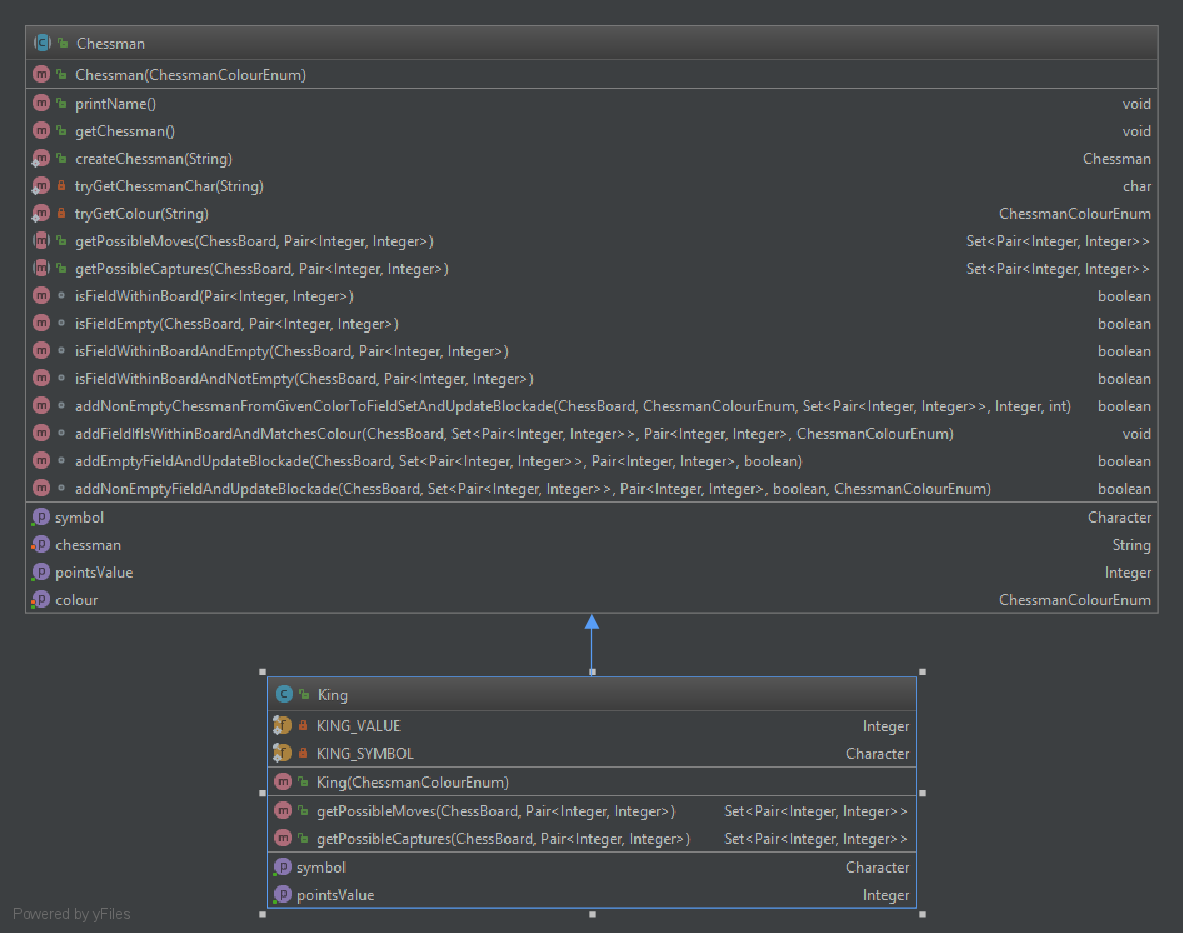 Chessman
Chessman(ChessmanColourEnum)
printName() void
getChessman() void
createChessman(String) Chessman
tryGetChessmanChar(String) char
tryGetColour(String) ChessmanColourEnum
getPossibleMoves(ChessBoard, Pair<Integer, Integer>) Set<Pair<Integer, Integer>>
getPossibleCaptures(ChessBoard, Pair<Integer, Integer>) Set<Pair<Integer, Integer>>
isFieldWithinBoard(Pair<Integer, Integer>) boolean
isFieldEmpty(ChessBoard, Pair<Integer, Integer>) boolean
isFieldWithinBoardAndEmpty(ChessBoard, Pair<Integer, Integer>) boolean
isFieldWithinBoardAndNotEmpty(ChessBoard, Pair<Integer, Integer>) boolean
addNonEmptyChessmanFromGivenColorToFieldSetAndUpdateBlockade(ChessBoard, ChessmanColourEnum, Set<Pair<Integer, Integer>>, Integer, int) boolean
addFieldIfIsWithinBoardAndMatchesColour(ChessBoard, Set<Pair<Integer, Integer>>, Pair<Integer, Integer>, ChessmanColourEnum) void
addEmptyFieldAndUpdateBlockade(ChessBoard, Set<Pair<Integer, Integer>>, Pair<Integer, Integer>, boolean) boolean
addNonEmptyFieldAndUpdateBlockade(ChessBoard, Set<Pair<Integer, Integer>>, Pair<Integer, Integer>, boolean, ChessmanColourEnum) boolean
symbol Character
chessman String
pointsValue Integer
colour ChessmanColourEnum
King
KING_VALUE Integer
KING_SYMBOL Character
King(ChessmanColourEnum)
getPossibleMoves(ChessBoard, Pair<Integer, Integer>) Set<Pair<Integer, Integer>>
getPossibleCaptures(ChessBoard, Pair<Integer, Integer>) Set<Pair<Integer, Integer>>
symbol Character
pointsValue Integer
Powered by yFiles